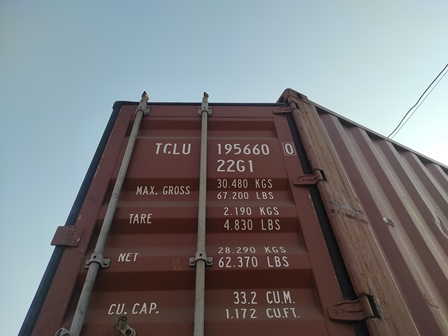 TCLU 195660 0
22G1
MAX. GROSS 30.480 KGS
67.200 LBS
TARE 2.190 KGS
4.830 LBS
NET 28.290 KGS
62.370 LBS
CU. CAP. 33.2 CU.M.
1.172 CU.FT.